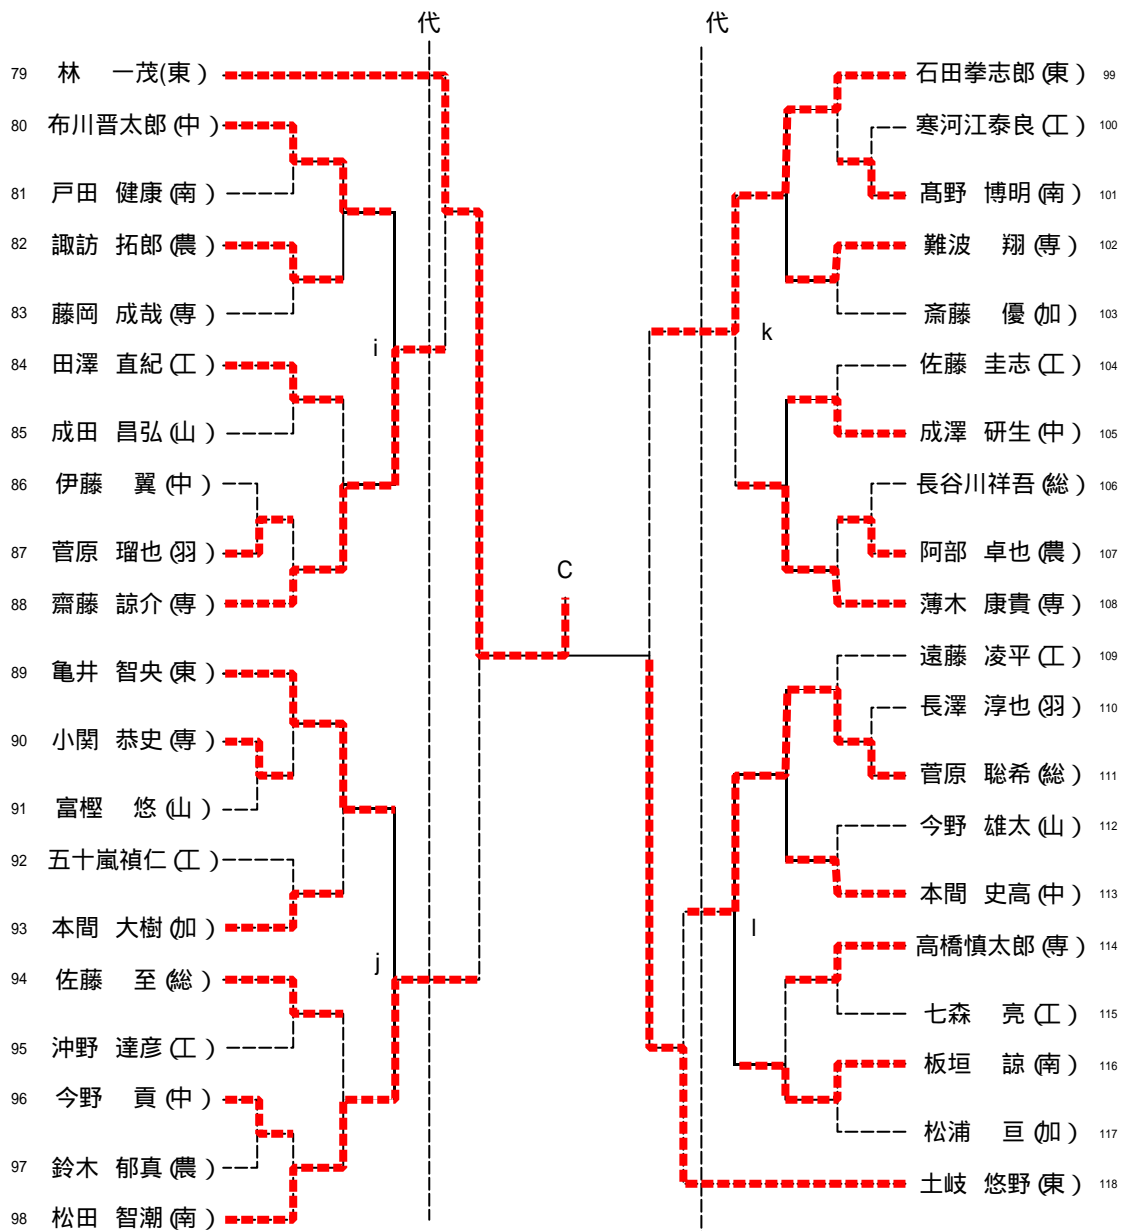 代
79 林 一茂(東)
80 布川晋太郎(中)
81 戸田 健康(南)
82 諏訪 拓郎(農)
83 藤岡 成哉(専)
i
84 田澤 直紀(工)
85 成田 昌弘(山)
86 伊藤 翼(中)
87 菅原 瑠也(羽)
88 齋藤 諒介(専)
89 亀井 智央(東)
90 小関 恭史(専)
91 富樫 悠(山)
92 五十嵐禎仁(工)
93 本間 大樹(加)
j
94 佐藤 至(総)
95 沖野 達彦(工)
96 今野 貢(中)
97 鈴木 郁真(農)
98 松田 智潮(南)
C
代
石田拳志郎(東) 99
寒河江泰良(工) 100
髙野 博明(南) 101
難波 翔(専) 102
斎藤 優(加) 103
k
佐藤 圭志(工) 104
成澤 研生(中) 105
長谷川祥吾(総) 106
阿部 卓也(農) 107
薄木 康貴(専) 108
遠藤 凌平(工) 109
長澤 淳也(羽) 110
菅原 聡希(総) 111
今野 雄太(山) 112
本間 史高(中) 113
l
高橋慎太郎(専) 114
七森 亮(工) 115
板垣 諒(南) 116
松浦 亘(加) 117
土岐 悠野(東) 118